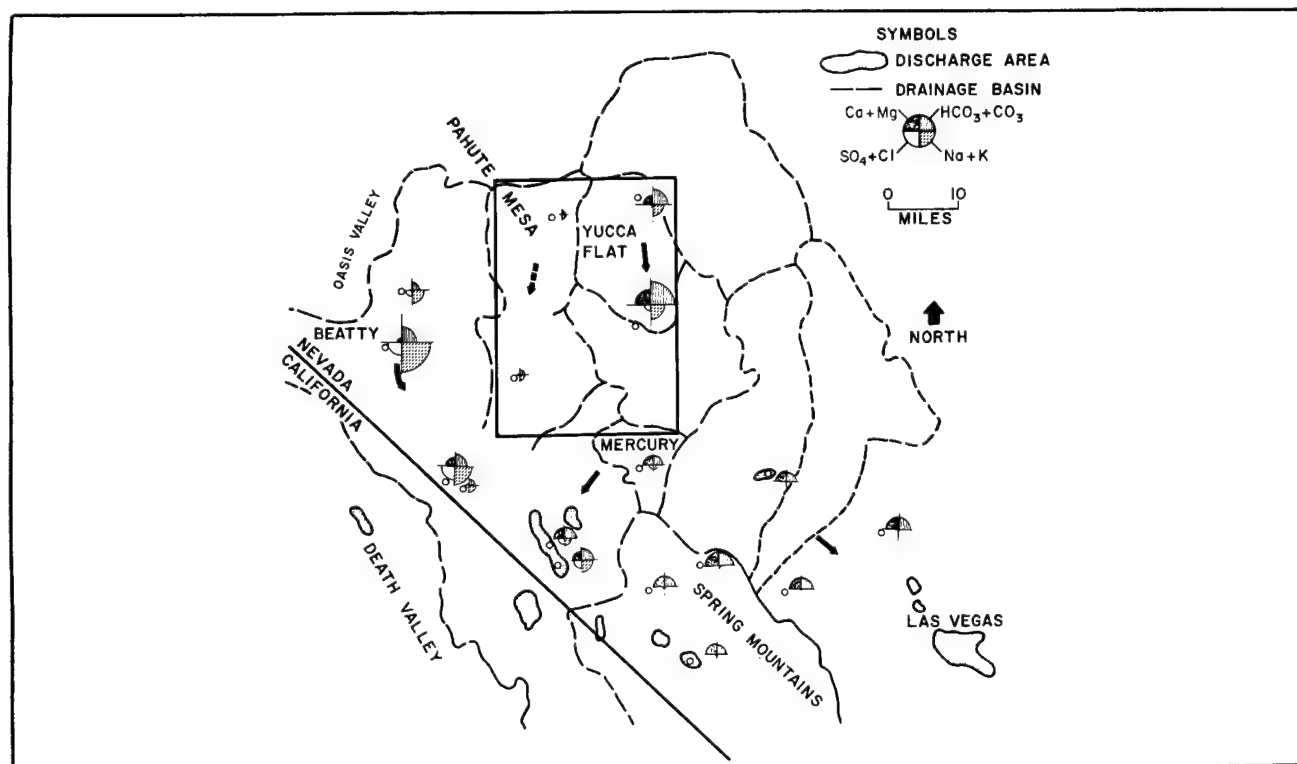 SYMBOLS
DISCHARGE AREA
DRAINAGE BASIN
Ca+Mg HCO₃+CO₃
SO₄+Cl Na+K
0 10
MILES
PAHUTE MESA
OASIS VALLEY
YUCCA
FLAT
BEATTY
NORTH
NEVADA
CALIFORNIA
MERCURY
DEATH VALLEY
SPRING MOUNTAINS
LAS VEGAS